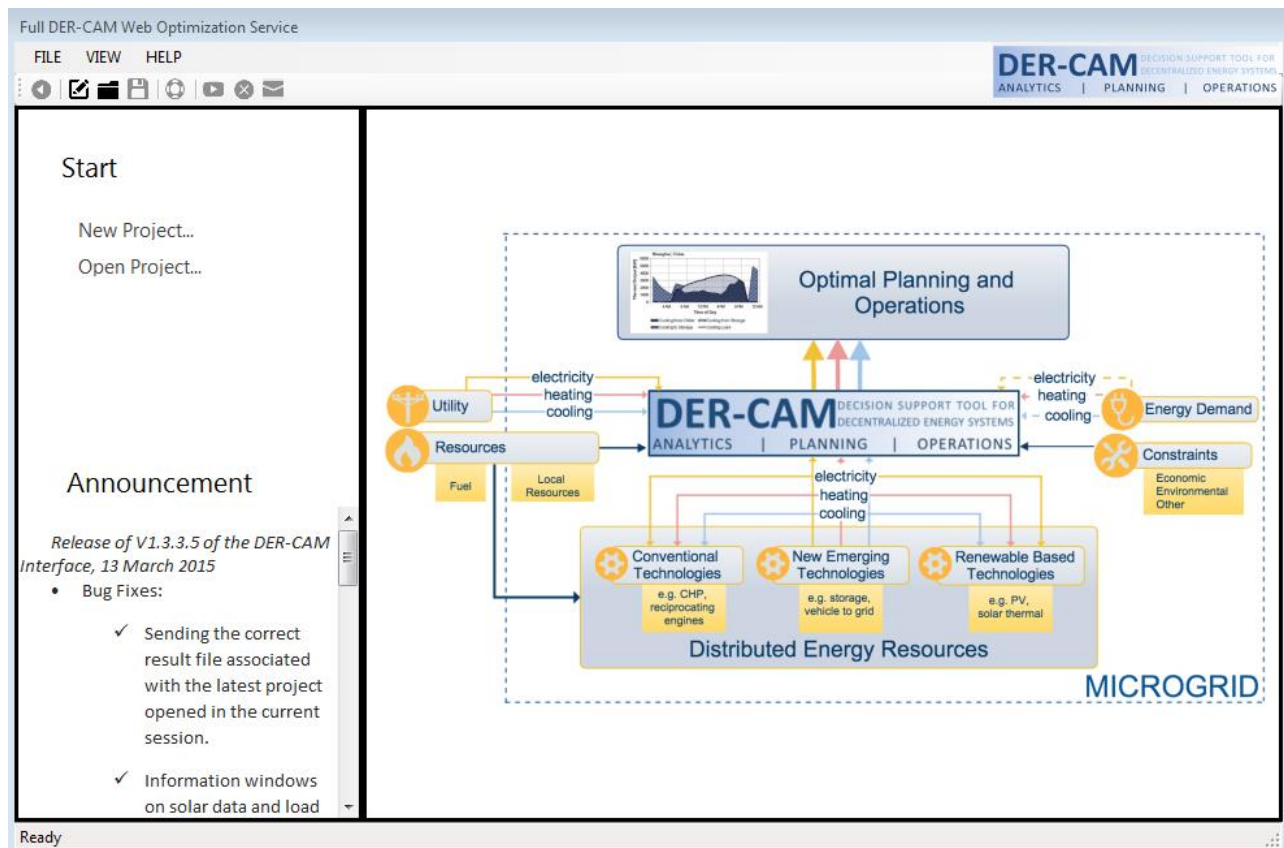 Full DER-CAM Web Optimization Service
FILE VIEW HELP
DER-CAM DECISION SUPPORT TOOL FOR
DECENTRALIZED ENERGY SYSTEMS
ANALYTICS | PLANNING | OPERATIONS
Start
New Project...
Open Project...
Announcement
Release of V1.3.3.5 of the DER-CAM
Interface, 13 March 2015
• Bug Fixes:
✓ Sending the correct
result file associated
with the latest project
opened in the current
session.
✓ Information windows
on solar data and load
Optimal Planning and
Operations
Shanghai, China
Time of Day
Utility
electricity
heating
cooling
Resources
Fuel
Local
Resources
DER-CAM DECISION SUPPORT TOOL FOR
DECENTRALIZED ENERGY SYSTEMS
ANALYTICS | PLANNING | OPERATIONS
electricity
heating
cooling
Energy Demand
Constraints
Economic
Environmental
Other
electricity
heating
cooling
Conventional
Technologies
e.g. CHP,
reciprocating
engines
New Emerging
Technologies
e.g. storage,
vehicle to grid
Renewable Based
Technologies
e.g. PV,
solar thermal
Distributed Energy Resources
MICROGRID
Ready